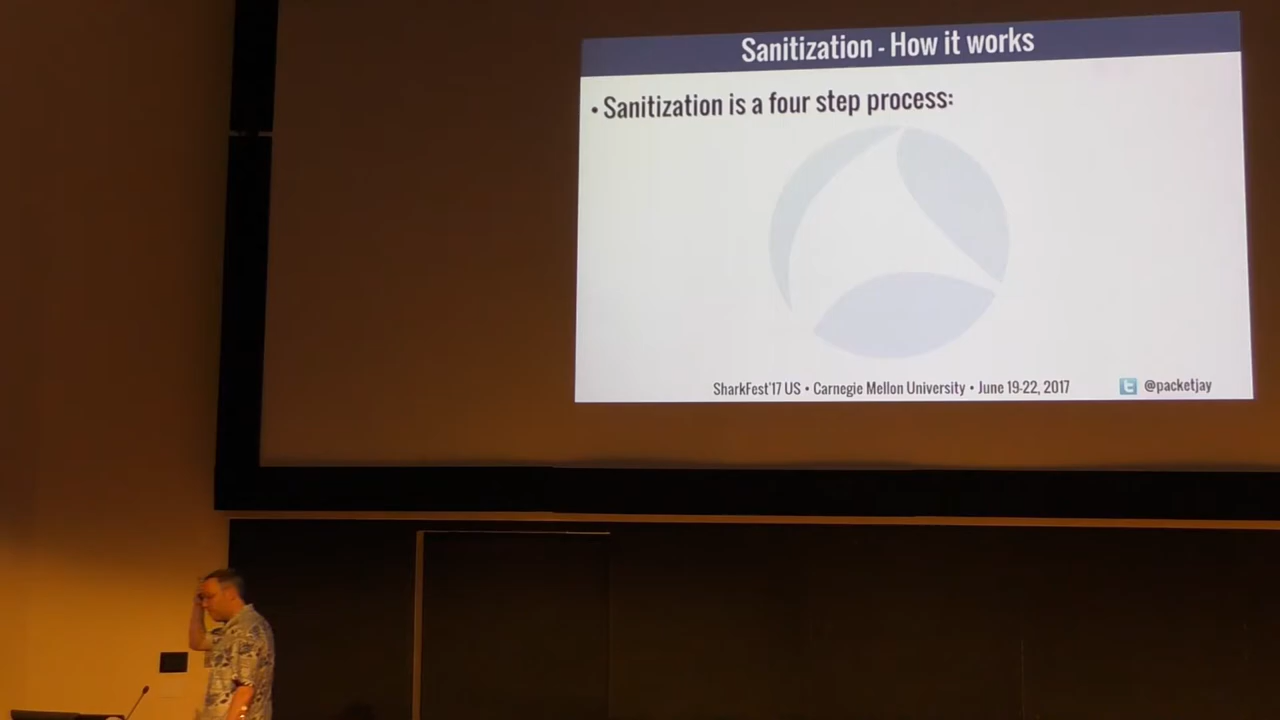 Sanitization - How it works
• Sanitization is a four step process:
SharkFest'17 US • Carnegie Mellon University • June 19-22, 2017
@packetjay